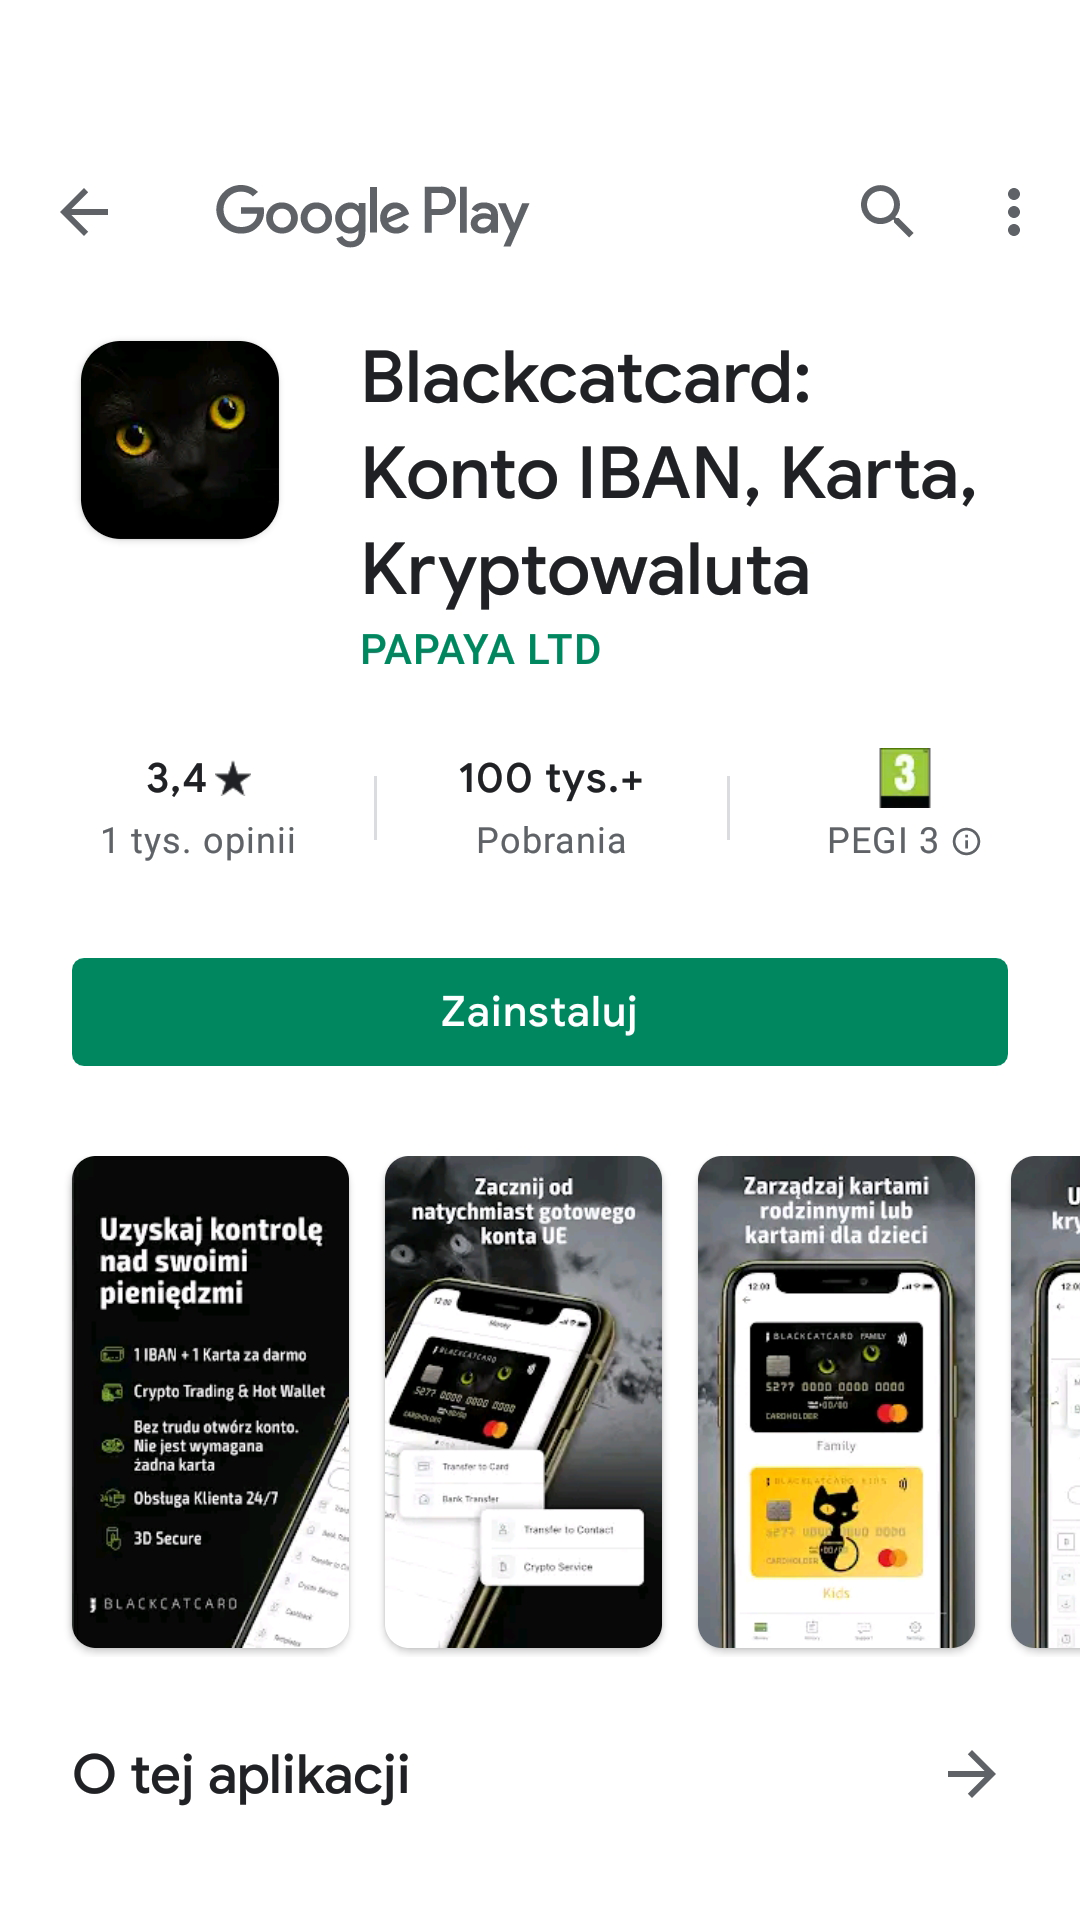 Google Play
Blackcatcard:
Konto IBAN, Karta,
Kryptowaluta
PAPAYA LTD
3,4★
1 tys. opinii
100 tys.+
Pobrania
3
PEGI 3
Zainstaluj
Uzyskaj kontrolę
nad swoimi
pieniędzmi
1 IBAN + 1 Karta za darmo
Crypto Trading & Hot Wallet
Bez trudu otwórz konto.
Nie jest wymagana
żadna karta
Obsługa Klienta 24/7
3D Secure
BLACKCATCARD
Zacznij od
natychmiast gotowego
konta UE
12:00
Money
BLACKCATCARD
5277 0000 0000 0000
CARDHOLDER
Transfer to Card
Bank Transfer
Transfer to Contact
Crypto Service
Zarządzaj kartami
rodzinnymi lub
kartami dla dzieci
12:00
BLACKCATCARD FAMILY
5277 0000 0000 0000
CARDHOLDER
Family
BLACKCATCARD KIDS
5277 0000 0000 0000
CARDHOLDER
Kids
O tej aplikacji